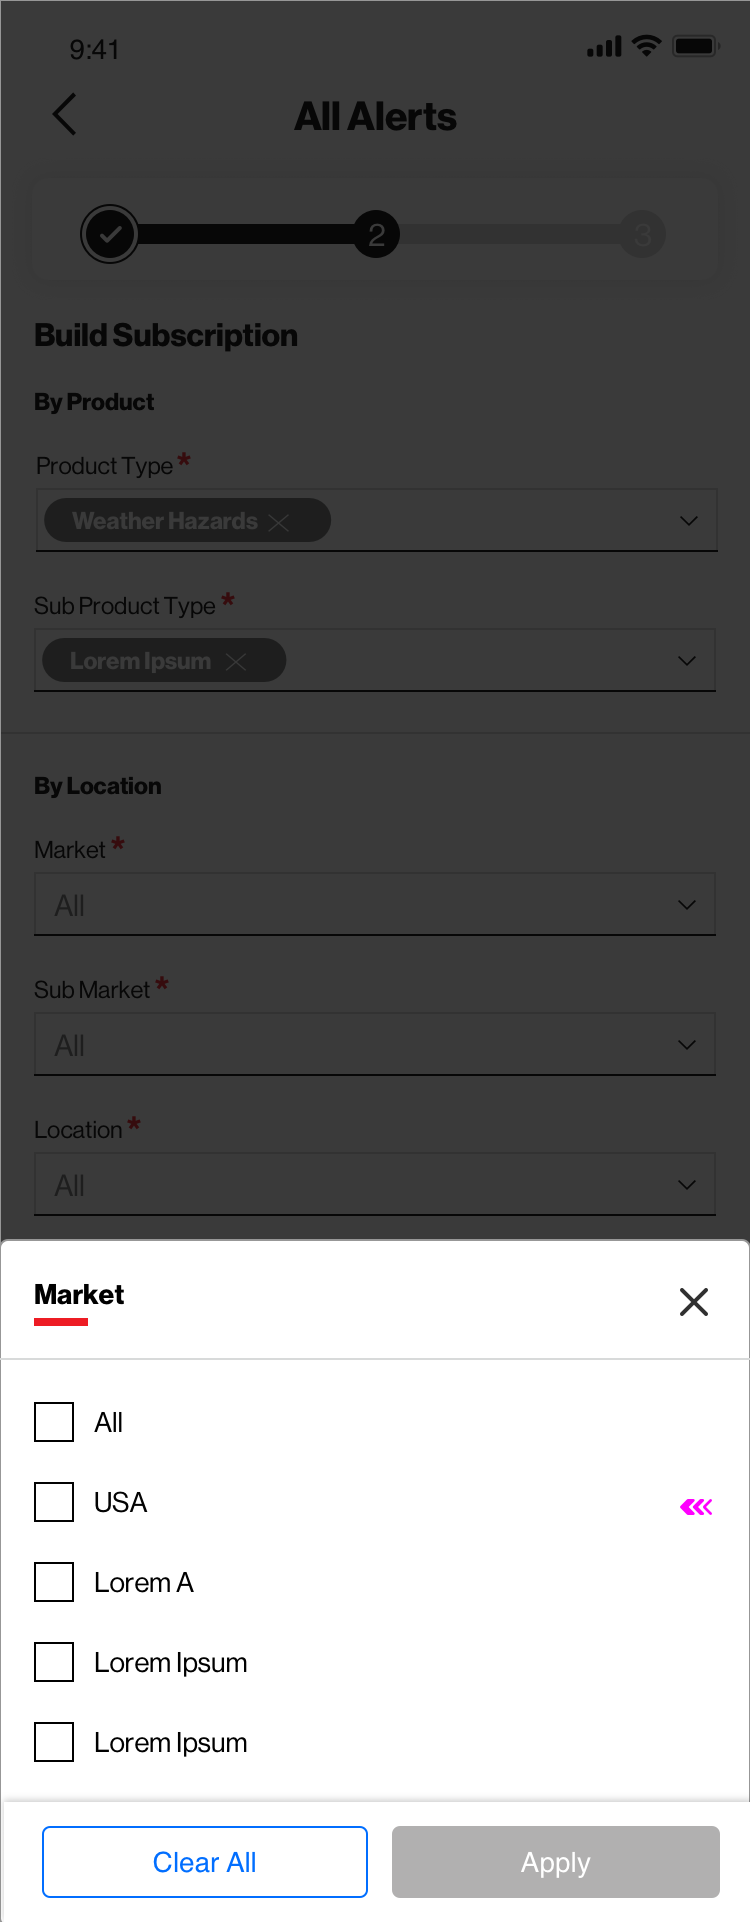 9:41
All Alerts
2
3
Build Subscription
By Product
Product Type *
Weather Hazards
Sub Product Type *
Lorem Ipsum
By Location
Market *
All
Sub Market *
All
Location *
All
Market
All
USA
Lorem A
Lorem Ipsum
Lorem Ipsum
Clear All
Apply